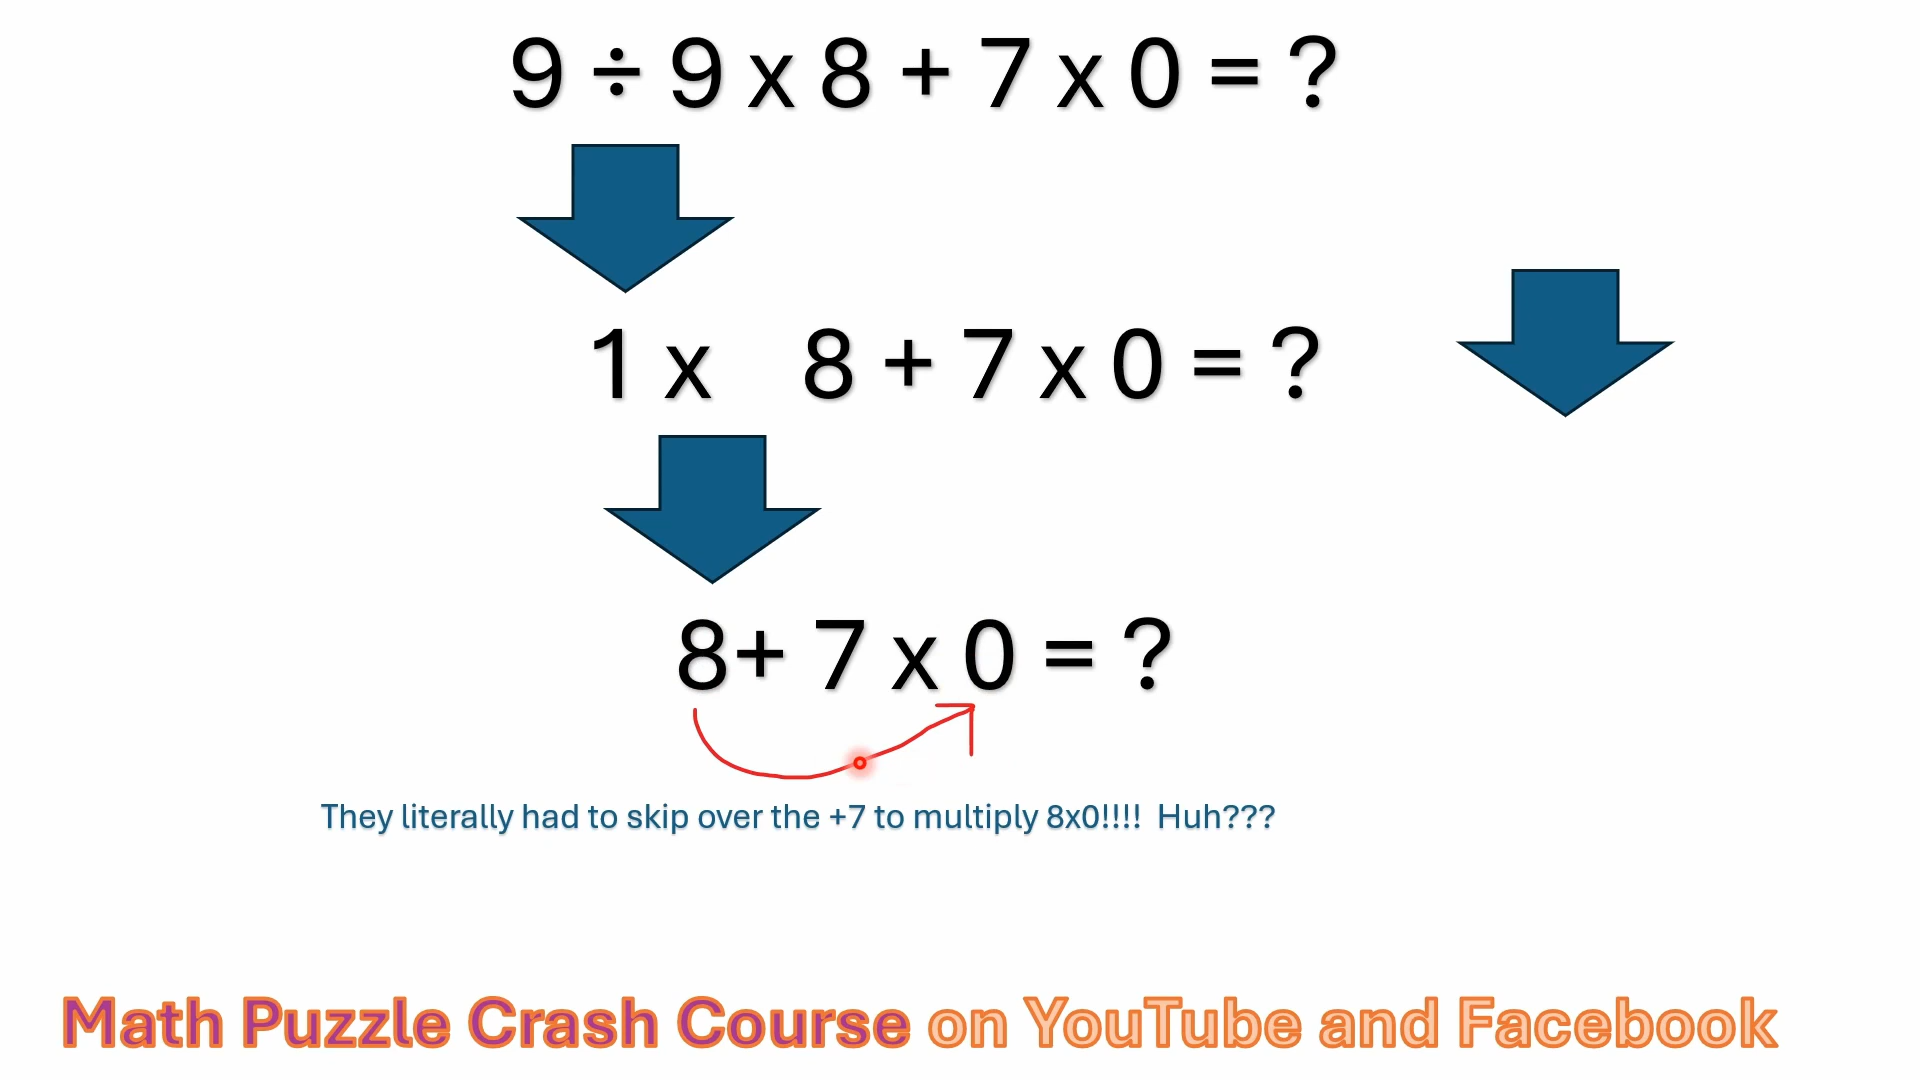 9 ÷ 9 x 8 + 7 x 0 = ?
1 x 8 + 7 x 0 = ?
8+ 7 x 0 = ?
They literally had to skip over the +7 to multiply 8x0!!!! Huh???
Math Puzzle Crash Course on YouTube and Facebook